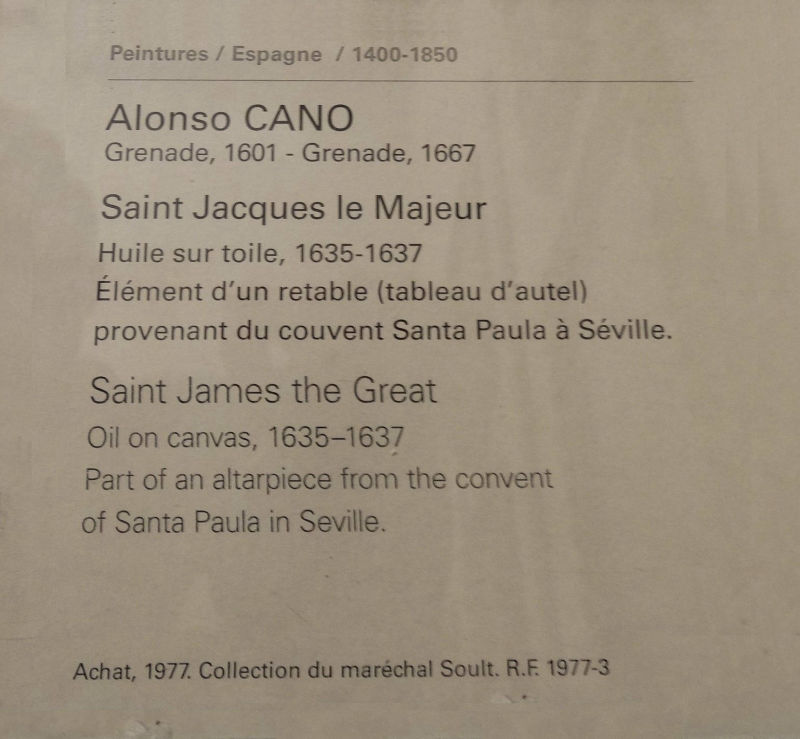 Peintures / Espagne / 1400-1850
Alonso CANO
Grenade, 1601 - Grenade, 1667
Saint Jacques le Majeur
Huile sur toile, 1635-1637
Élément d'un retable (tableau d'autel)
provenant du couvent Santa Paula à Séville.
Saint James the Great
Oil on canvas, 1635–1637
Part of an altarpiece from the convent
of Santa Paula in Seville.
Achat, 1977. Collection du maréchal Soult. R.F. 1977-3